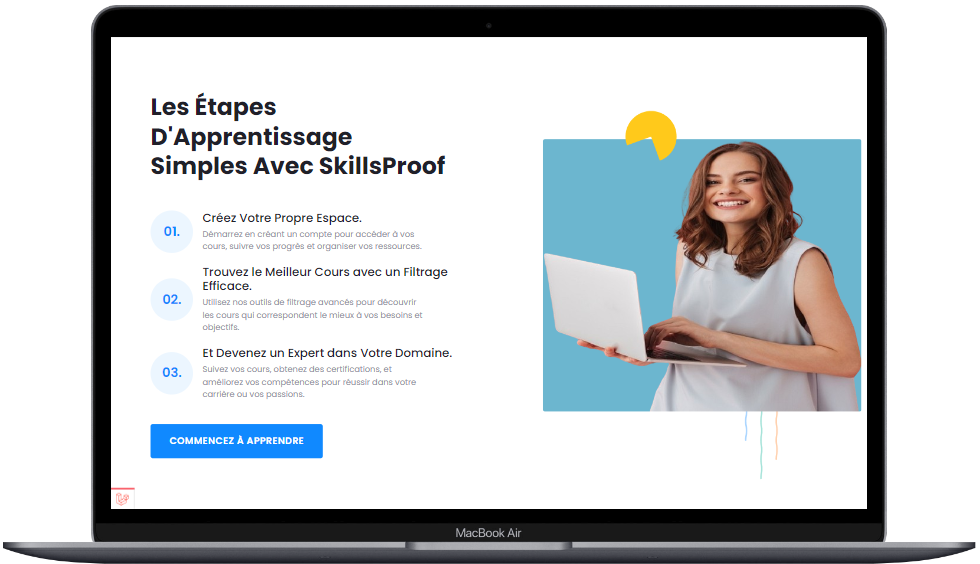 Les Étapes
D'Apprentissage
Simples Avec SkillsProof
01.
Créez Votre Propre Espace.
Démarrez en créant un compte pour accéder à vos
cours, suivre vos progrès et organiser vos ressources.
02.
Trouvez le Meilleur Cours avec un Filtrage
Efficace.
Utilisez nos outils de filtrage avancés pour découvrir
les cours qui correspondent le mieux à vos besoins et
objectifs.
03.
Et Devenez un Expert dans Votre Domaine.
Suivez vos cours, obtenez des certifications, et
améliorez vos compétences pour réussir dans votre
carrière ou vos passions.
COMMENCEZ À APPRENDRE
MacBook Air